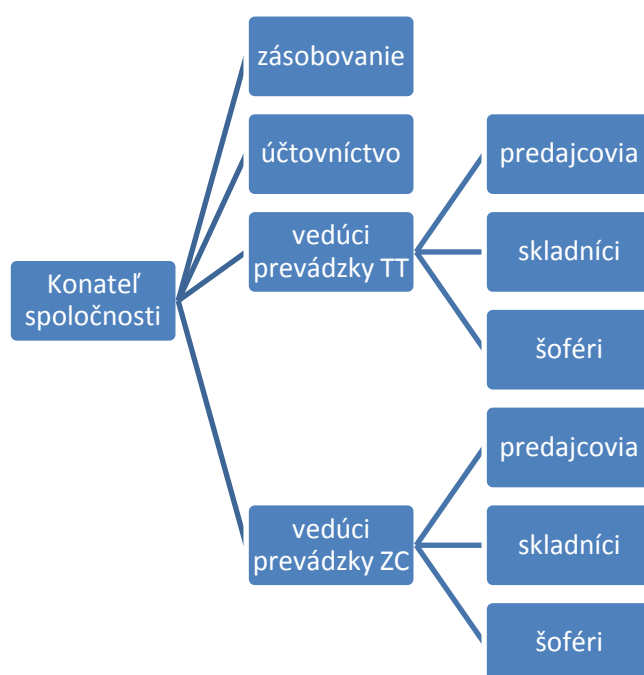 zásobovanie
účtovníctvo
predajcovia
vedúci
prevádzky TT
skladníci
Konateľ
spoločnosti
šoféri
predajcovia
vedúci
prevádzky ZC
skladníci
šoféri